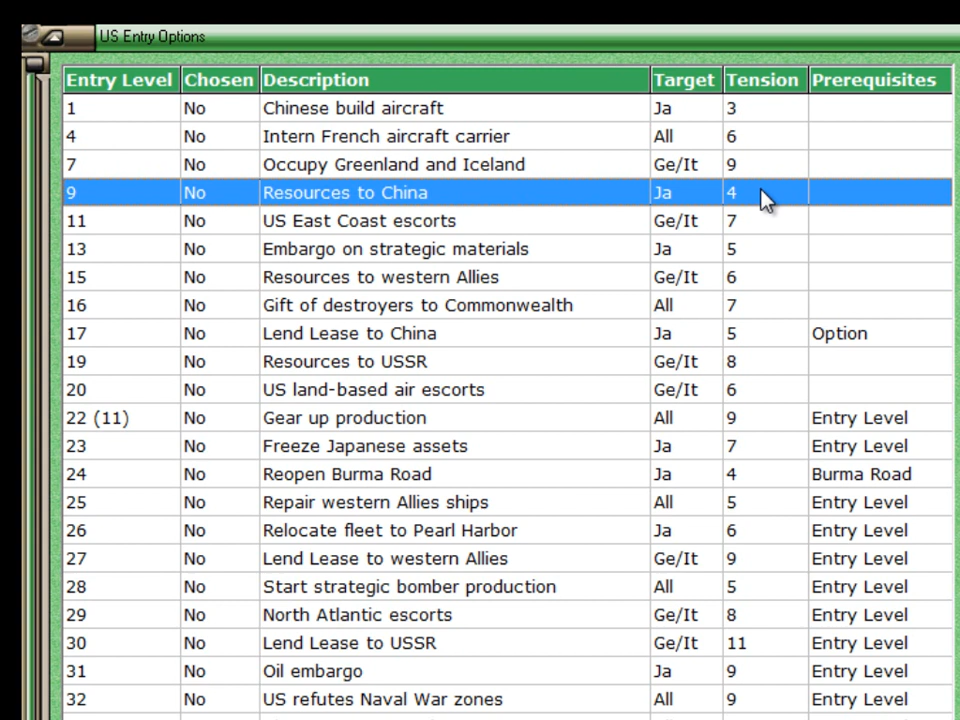 US Entry Options
Entry Level Chosen Description Target Tension Prerequisites
1 No Chinese build aircraft Ja 3
4 No Intern French aircraft carrier All 6
7 No Occupy Greenland and Iceland Ge/It 9
9 No Resources to China Ja 4
11 No US East Coast escorts Ge/It 7
13 No Embargo on strategic materials Ja 5
15 No Resources to western Allies Ge/It 6
16 No Gift of destroyers to Commonwealth All 7
17 No Lend Lease to China Ja 5 Option
19 No Resources to USSR Ge/It 8
20 No US land-based air escorts Ge/It 6
22 (11) No Gear up production All 9 Entry Level
23 No Freeze Japanese assets Ja 7 Entry Level
24 No Reopen Burma Road Ja 4 Burma Road
25 No Repair western Allies ships All 5 Entry Level
26 No Relocate fleet to Pearl Harbor Ja 6 Entry Level
27 No Lend Lease to western Allies Ge/It 9 Entry Level
28 No Start strategic bomber production All 5 Entry Level
29 No North Atlantic escorts Ge/It 8 Entry Level
30 No Lend Lease to USSR Ge/It 11 Entry Level
31 No Oil embargo Ja 9 Entry Level
32 No US refutes Naval War zones All 9 Entry Level